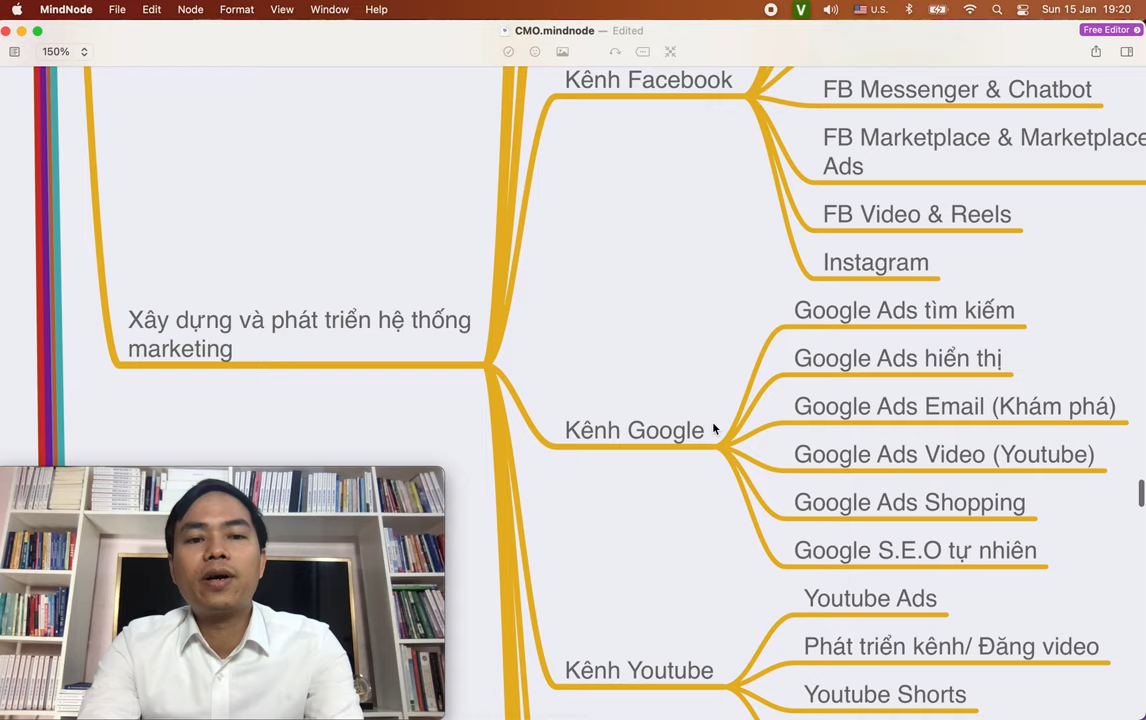 MindNode File Edit Node Format View Window Help
V
U.S.
Sun 15 Jan 19:20
CMO.mindnode — Edited
Free Editor
150%
Kênh Facebook
FB Messenger & Chatbot
FB Marketplace & Marketplace
Ads
FB Video & Reels
Instagram
Xây dựng và phát triển hệ thống
marketing
Google Ads tìm kiếm
Google Ads hiển thị
Google Ads Email (Khám phá)
Kênh Google
Google Ads Video (Youtube)
Google Ads Shopping
Google S.E.O tự nhiên
Youtube Ads
Phát triển kênh/ Đăng video
Kênh Youtube
Youtube Shorts